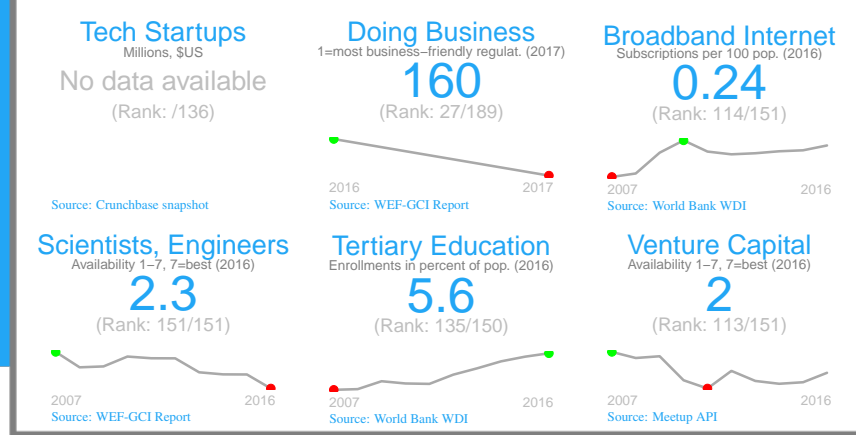 Tech Startups
Millions, $US
No data available
(Rank: /136)
Source: Crunchbase snapshot
Doing Business
1=most business−friendly regulat. (2017)
160
(Rank: 27/189)
2016 2017
Source: WEF-GCI Report
Broadband Internet
Subscriptions per 100 pop. (2016)
0.24
(Rank: 114/151)
2007 2016
Source: World Bank WDI
Scientists, Engineers
Availability 1−7, 7=best (2016)
2.3
(Rank: 151/151)
2007 2016
Source: WEF-GCI Report
Tertiary Education
Enrollments in percent of pop. (2016)
5.6
(Rank: 135/150)
2007 2016
Source: World Bank WDI
Venture Capital
Availability 1−7, 7=best (2016)
2
(Rank: 113/151)
2007 2016
Source: Meetup API